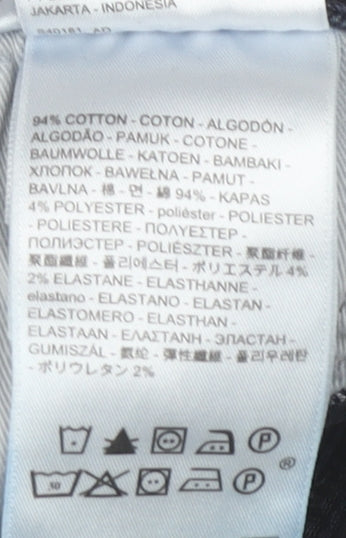 JAKARTA - INDONESIA
94% COTTON - COTON - ALGODÓN -
ALGODÃO - PAMUK - COTONE -
BAUMWOLLE - KATOEN - BAMBAKI -
ХЛОПОК - BAWEŁNA - PAMUT -
BAVLNA - 棉 - 면 - 綿 94% - KAPAS
4% POLYESTER - poliéster - POLIESTER
- POLIESTERE - ΠΟΛΥΕΣΤΕΡ -
ПОЛИЭСТЕР - POLIÉSZTER - 聚酯纤维 -
聚酯纖維 - 폴리에스터 - ポリエステル 4%
2% ELASTANE - ELASTHANNE -
elastano - ELASTANO - ELASTAN -
ELASTOMERO - ELASTHAN -
ELASTAAN - ΕΛΑΣΤΑΝΗ - ЭЛАСТАН -
GUMISZÁL - 氨纶 - 彈性纖維 - 폴리우레탄
- ポリウレタン 2%
P
30 P ®